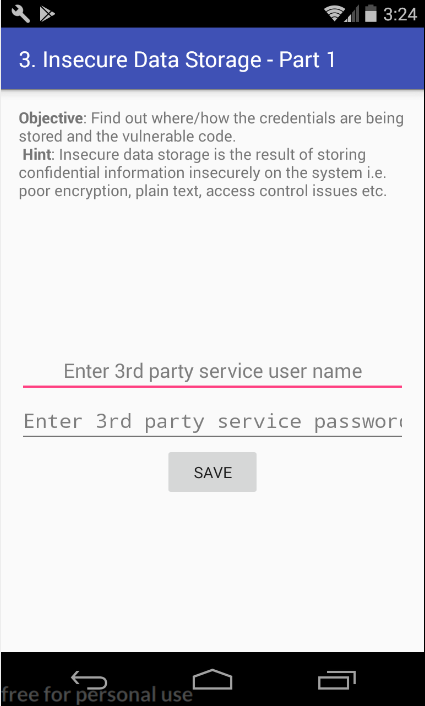 3:24
3. Insecure Data Storage - Part 1
Objective: Find out where/how the credentials are being
stored and the vulnerable code.
Hint: Insecure data storage is the result of storing
confidential information insecurely on the system i.e.
poor encryption, plain text, access control issues etc.
Enter 3rd party service user name
Enter 3rd party service password
SAVE
free for personal use